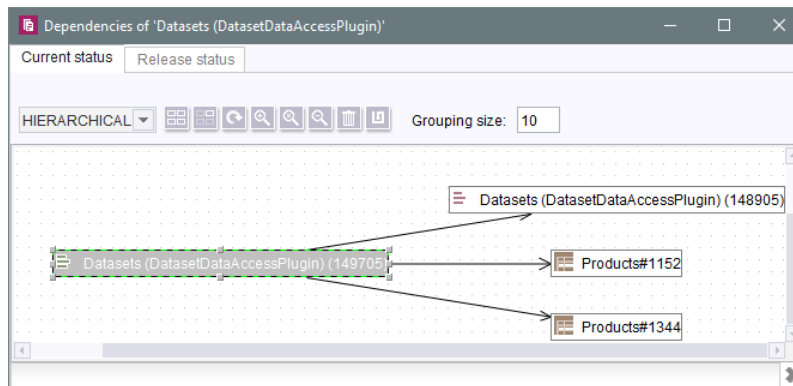 Dependencies of 'Datasets (DatasetDataAccessPlugin)'
Current status Release status
HIERARCHICAL Grouping size: 10
Datasets (DatasetDataAccessPlugin) (148905)
Datasets (DatasetDataAccessPlugin) (149705) Products#1152
Products#1344